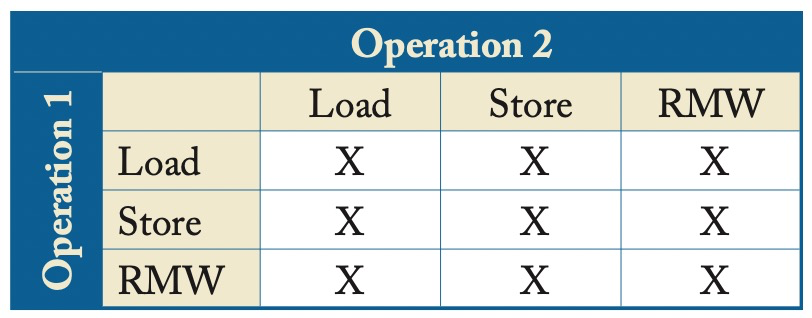 Operation 2
Operation 1
Load Store RMW
Load X X X
Store X X X
RMW X X X